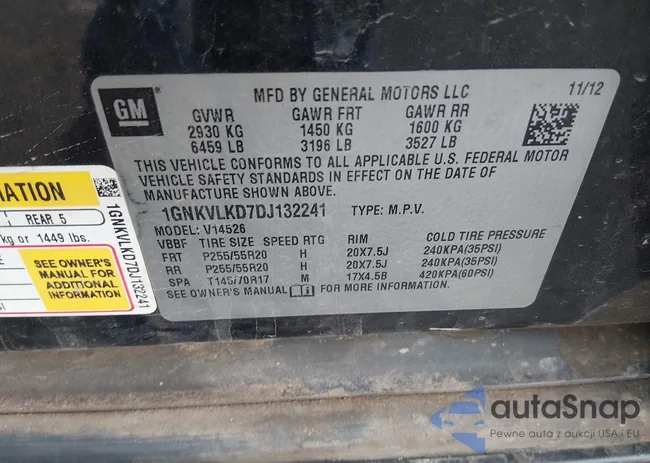 MFD BY GENERAL MOTORS LLC
11/12
GM
GVWR GAWR FRT GAWR RR
2930 KG 1450 KG 1600 KG
6459 LB 3196 LB 3527 LB
THIS VEHICLE CONFORMS TO ALL APPLICABLE U.S. FEDERAL MOTOR
VEHICLE SAFETY STANDARDS IN EFFECT ON THE DATE OF
MANUFACTURE SHOWN ABOVE.
1GNKVLKD7DJ132241 TYPE: M.P.V.
MODEL: V14526
VBBF TIRE SIZE SPEED RTG RIM COLD TIRE PRESSURE
FRT P255/55R20 H 20X7.5J 240KPA(35PSI)
RR P255/55R20 H 20X7.5J 240KPA(35PSI)
SPA T145/70R17 M 17X4.5B 420KPA(60PSI)
SEE OWNER'S MANUAL FOR MORE INFORMATION.
REAR 5
kg or 1449 lbs.
SEE OWNER'S
MANUAL FOR
ADDITIONAL
INFORMATION
1GNKVLKD7DJ132241
autaSnap
Pewne auta z aukcji USA i EU